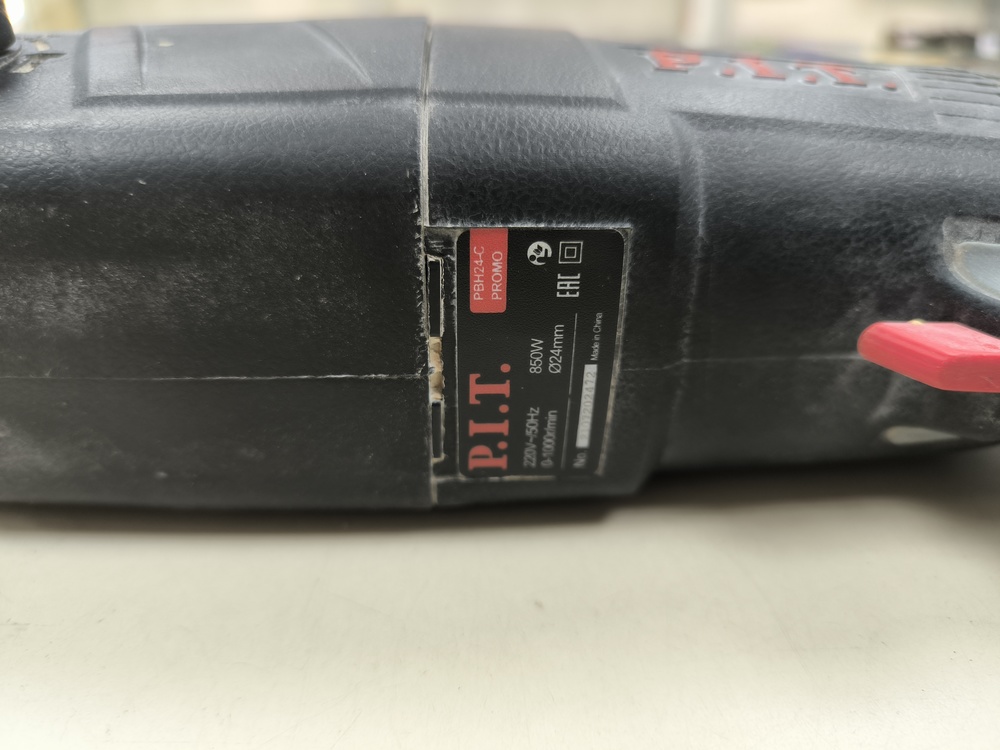 P.I.T.
P.I.T.
PBH24-C
PROMO
220V~50Hz
850W
0-1000r/min
Ø24mm
EAC
No.
Made in China